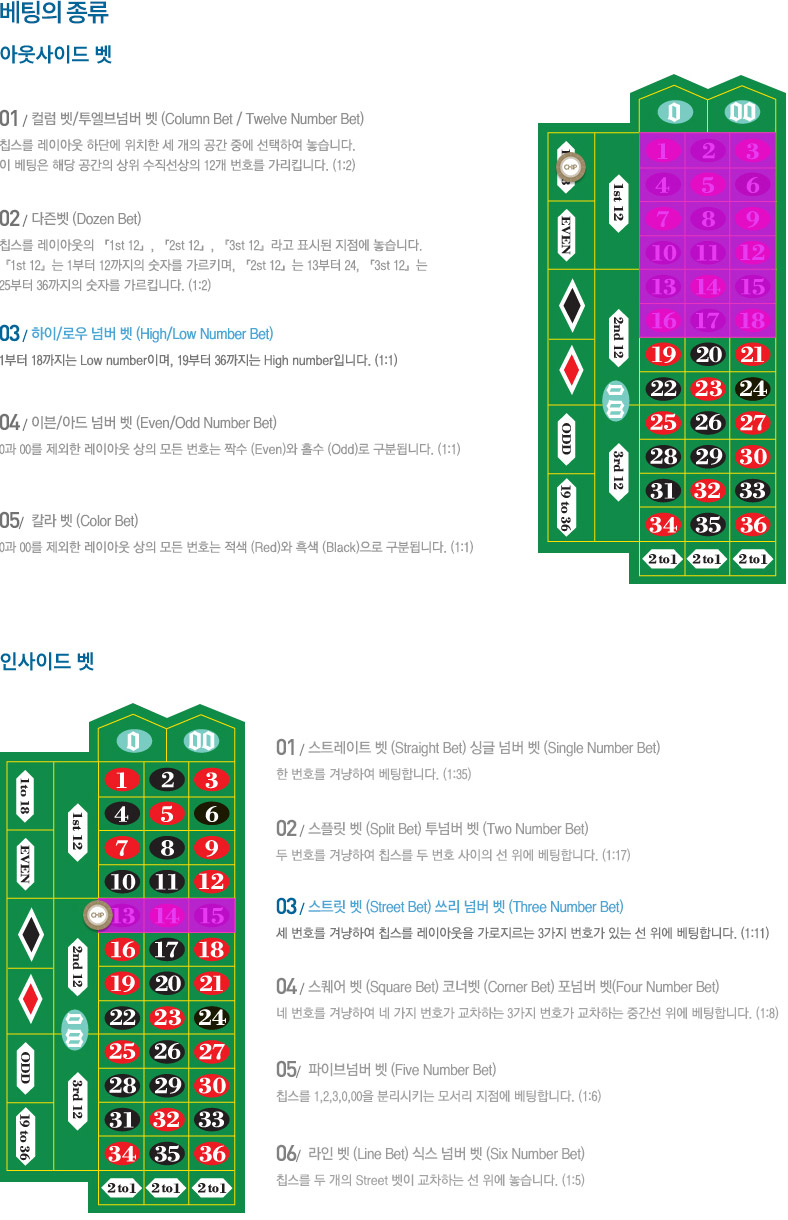 베팅의 종류
아웃사이드 벳
01 / 컬럼 벳/투엘브넘버 벳 (Column Bet / Twelve Number Bet)
칩스를 레이아웃 하단에 위치한 세 개의 공간 중에 선택하여 놓습니다.
이 베팅은 해당 공간의 상위 수직선상의 12개 번호를 가리킵니다. (1:2)
02 / 다즌벳 (Dozen Bet)
칩스를 레이아웃의 『1st 12』, 『2st 12』, 『3st 12』라고 표시된 지점에 놓습니다.
『1st 12』는 1부터 12까지의 숫자를 가르키며, 『2st 12』는 13부터 24, 『3st 12』는
25부터 36까지의 숫자를 가르킵니다. (1:2)
03 / 하이/로우 넘버 벳 (High/Low Number Bet)
1부터 18까지는 Low number이며, 19부터 36까지는 High number입니다. (1:1)
04 / 이븐/아드 넘버 벳 (Even/Odd Number Bet)
0과 00를 제외한 레이아웃 상의 모든 번호는 짝수 (Even)와 홀수 (Odd)로 구분됩니다. (1:1)
05/ 칼라 벳 (Color Bet)
0과 00를 제외한 레이아웃 상의 모든 번호는 적색 (Red)와 흑색 (Black)으로 구분됩니다. (1:1)
0 00
CHIP
EVEN
ODD
19 to 36
1st 12
2nd 12
0 00
3rd 12
1 2 3
4 5 6
7 8 9
10 11 12
13 14 15
16 17 18
19 20 21
22 23 24
25 26 27
28 29 30
31 32 33
34 35 36
2 to 1 2 to 1 2 to 1
인사이드 벳
0 00
1 to 18
EVEN
ODD
19 to 36
1st 12
2nd 12
0 00
3rd 12
1 2 3
4 5 6
7 8 9
10 11 12
CHIP 13 14 15
16 17 18
19 20 21
22 23 24
25 26 27
28 29 30
31 32 33
34 35 36
2 to 1 2 to 1 2 to 1
01 / 스트레이트 벳 (Straight Bet) 싱글 넘버 벳 (Single Number Bet)
한 번호를 겨냥하여 베팅합니다. (1:35)
02 / 스플릿 벳 (Split Bet) 투넘버 벳 (Two Number Bet)
두 번호를 겨냥하여 칩스를 두 번호 사이의 선 위에 베팅합니다. (1:17)
03 / 스트릿 벳 (Street Bet) 쓰리 넘버 벳 (Three Number Bet)
세 번호를 겨냥하여 칩스를 레이아웃을 가로지르는 3가지 번호가 있는 선 위에 베팅합니다. (1:11)
04 / 스퀘어 벳 (Square Bet) 코너벳 (Corner Bet) 포넘버 벳(Four Number Bet)
네 번호를 겨냥하여 네 가지 번호가 교차하는 3가지 번호가 교차하는 중간선 위에 베팅합니다. (1:8)
05/ 파이브넘버 벳 (Five Number Bet)
칩스를 1,2,3,0,00을 분리시키는 모서리 지점에 베팅합니다. (1:6)
06/ 라인 벳 (Line Bet) 식스 넘버 벳 (Six Number Bet)
칩스를 두 개의 Street 벳이 교차하는 선 위에 놓습니다. (1:5)